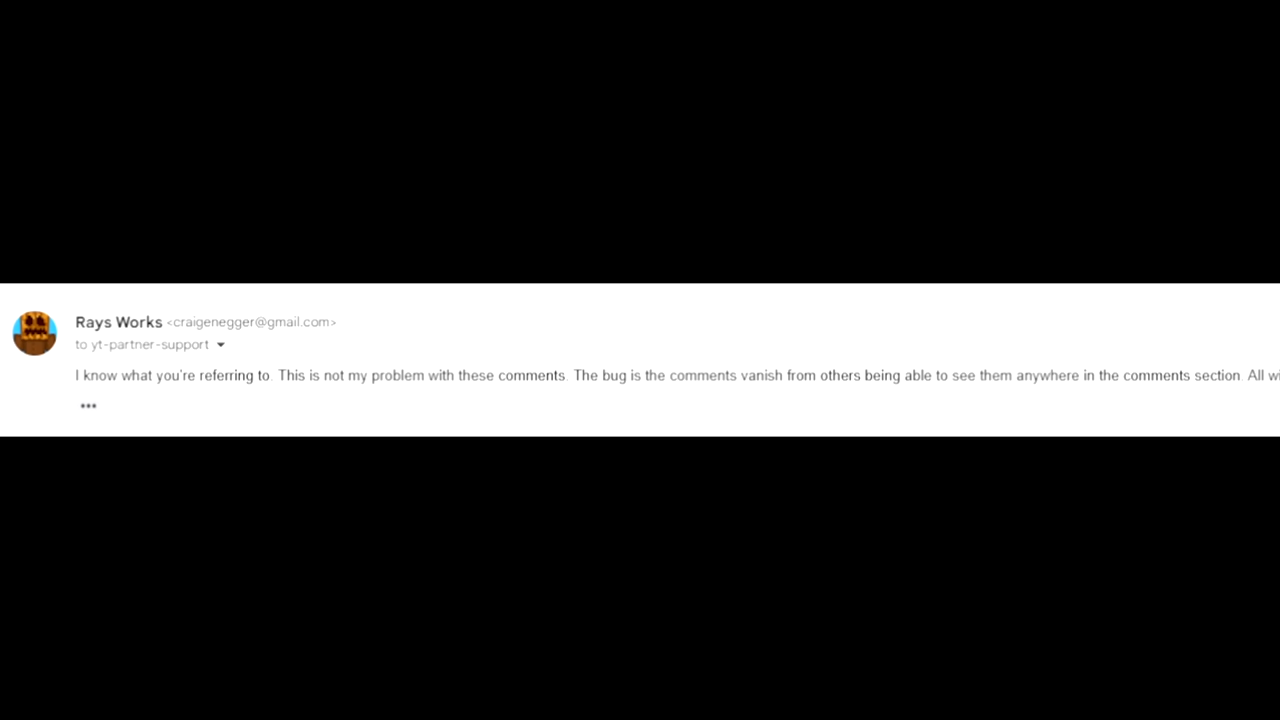 Rays Works <craigenegger@gmail.com>
to yt-partner-support
I know what you're referring to. This is not my problem with these comments. The bug is the comments vanish from others being able to see them anywhere in the comments section. All wi
•••